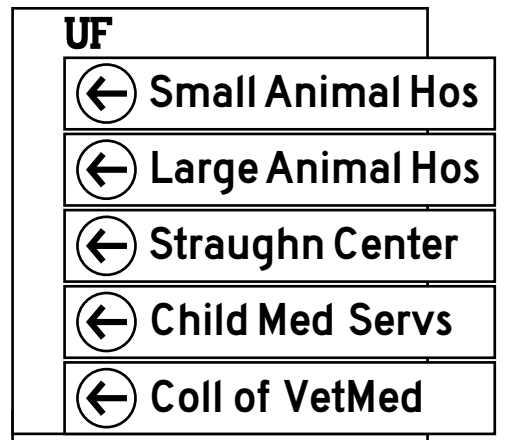 UF
Small Animal Hos
Large Animal Hos
Straughn Center
Child Med Servs
Coll of VetMed